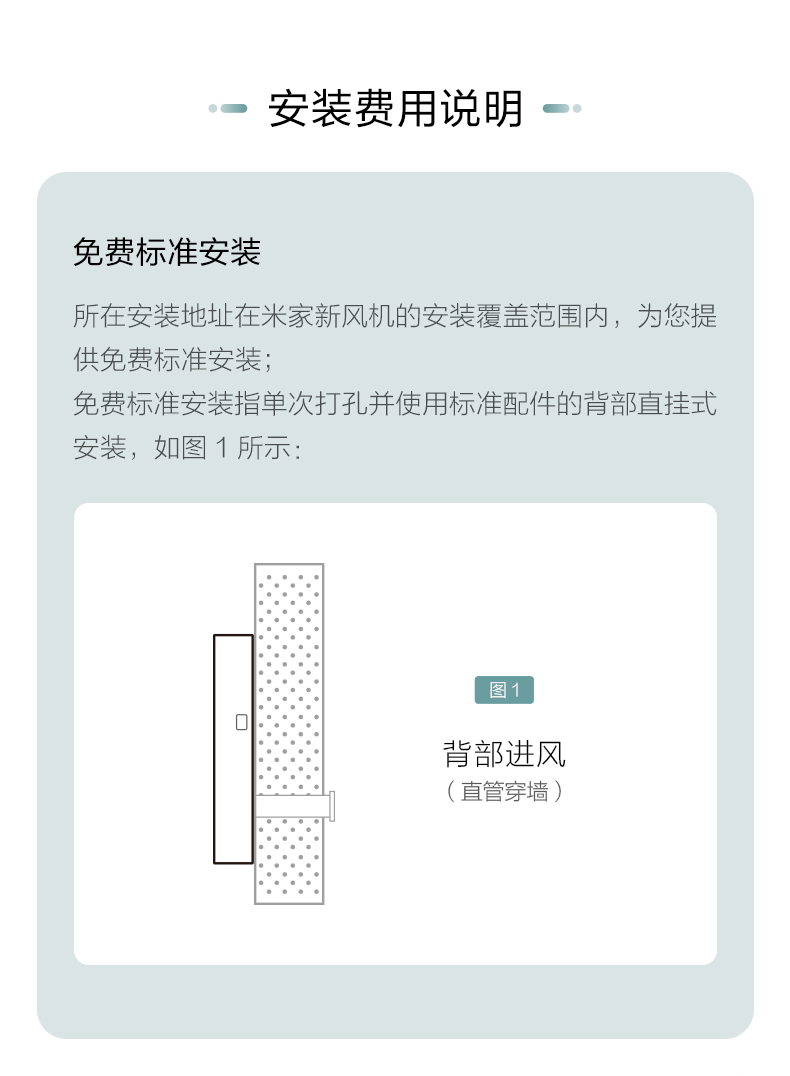 安装费用说明
免费标准安装
所在安装地址在米家新风机的安装覆盖范围内，为您提
供免费标准安装；
免费标准安装指单次打孔并使用标准配件的背部直挂式
安装，如图 1 所示：
图 1
背部进风
（直管穿墙）